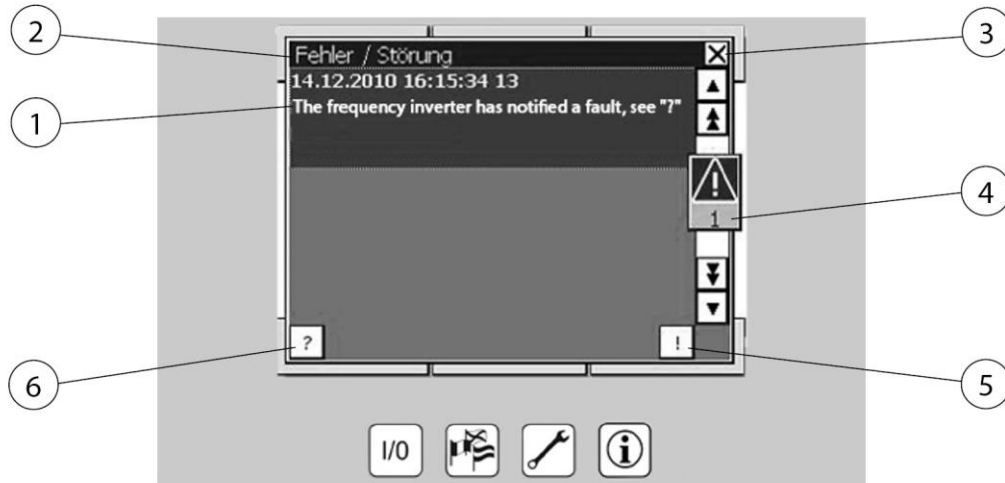 2
3
Fehler / Störung
14.12.2010 16:15:34 13
1
The frequency inverter has notified a fault, see "?"
4
1
?
!
6
5
I/0